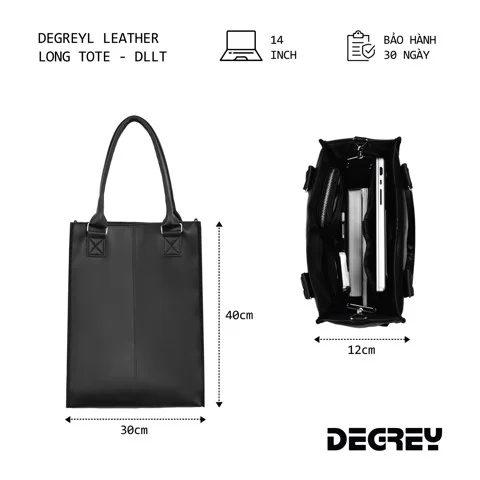 DEGREYL LEATHER
LONG TOTE - DLLT
14
INCH
BẢO HÀNH
30 NGÀY
40cm
30cm
12cm
DEGREY